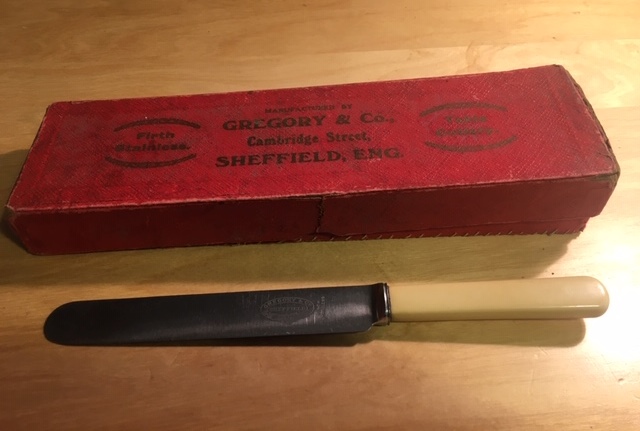 MANUFACTURED BY
GREGORY & Co.,
Cambridge Street,
SHEFFIELD, ENG.
Firth
Stainless.